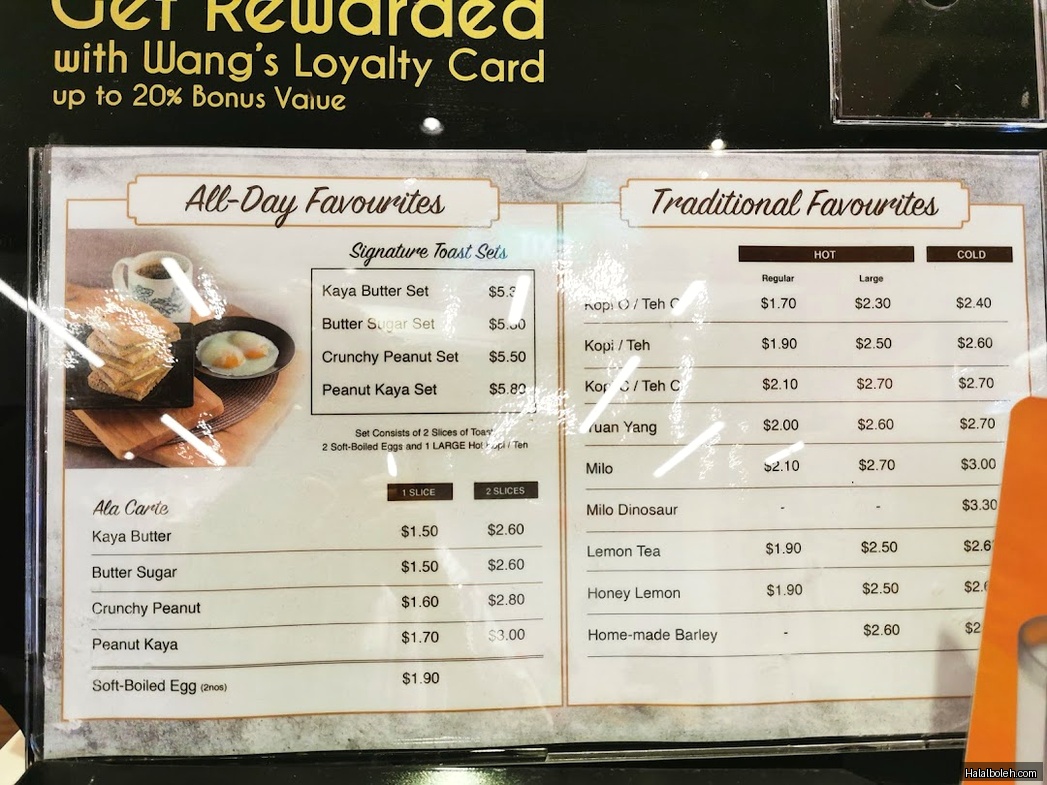 Get Rewarded
with Wang's Loyalty Card
up to 20% Bonus Value
All-Day Favourites
Signature Toast Sets
Kaya Butter Set
Butter Sugar Set
Crunchy Peanut Set $5.50
Peanut Kaya Set $5.80
Set Consists of 2 Slices of Toast
2 Soft-Boiled Eggs and 1 LARGE Hot Kopi / Teh
Ala Carte 1 SLICE 2 SLICES
Kaya Butter $1.50 $2.60
Butter Sugar $1.50 $2.60
Crunchy Peanut $1.60 $2.80
Peanut Kaya $1.70 $3.00
Soft-Boiled Egg (2nos) $1.90
Traditional Favourites
HOT COLD
Regular Large
Kopi O / Teh O $1.70 $2.30 $2.40
Kopi / Teh $1.90 $2.50 $2.60
Kopi C / Teh C $2.10 $2.70 $2.70
Yuan Yang $2.00 $2.60 $2.70
Milo $2.10 $2.70 $3.00
Milo Dinosaur - - $3.30
Lemon Tea $1.90 $2.50
Honey Lemon $1.90 $2.50
Home-made Barley - $2.60
Halalboleh.com